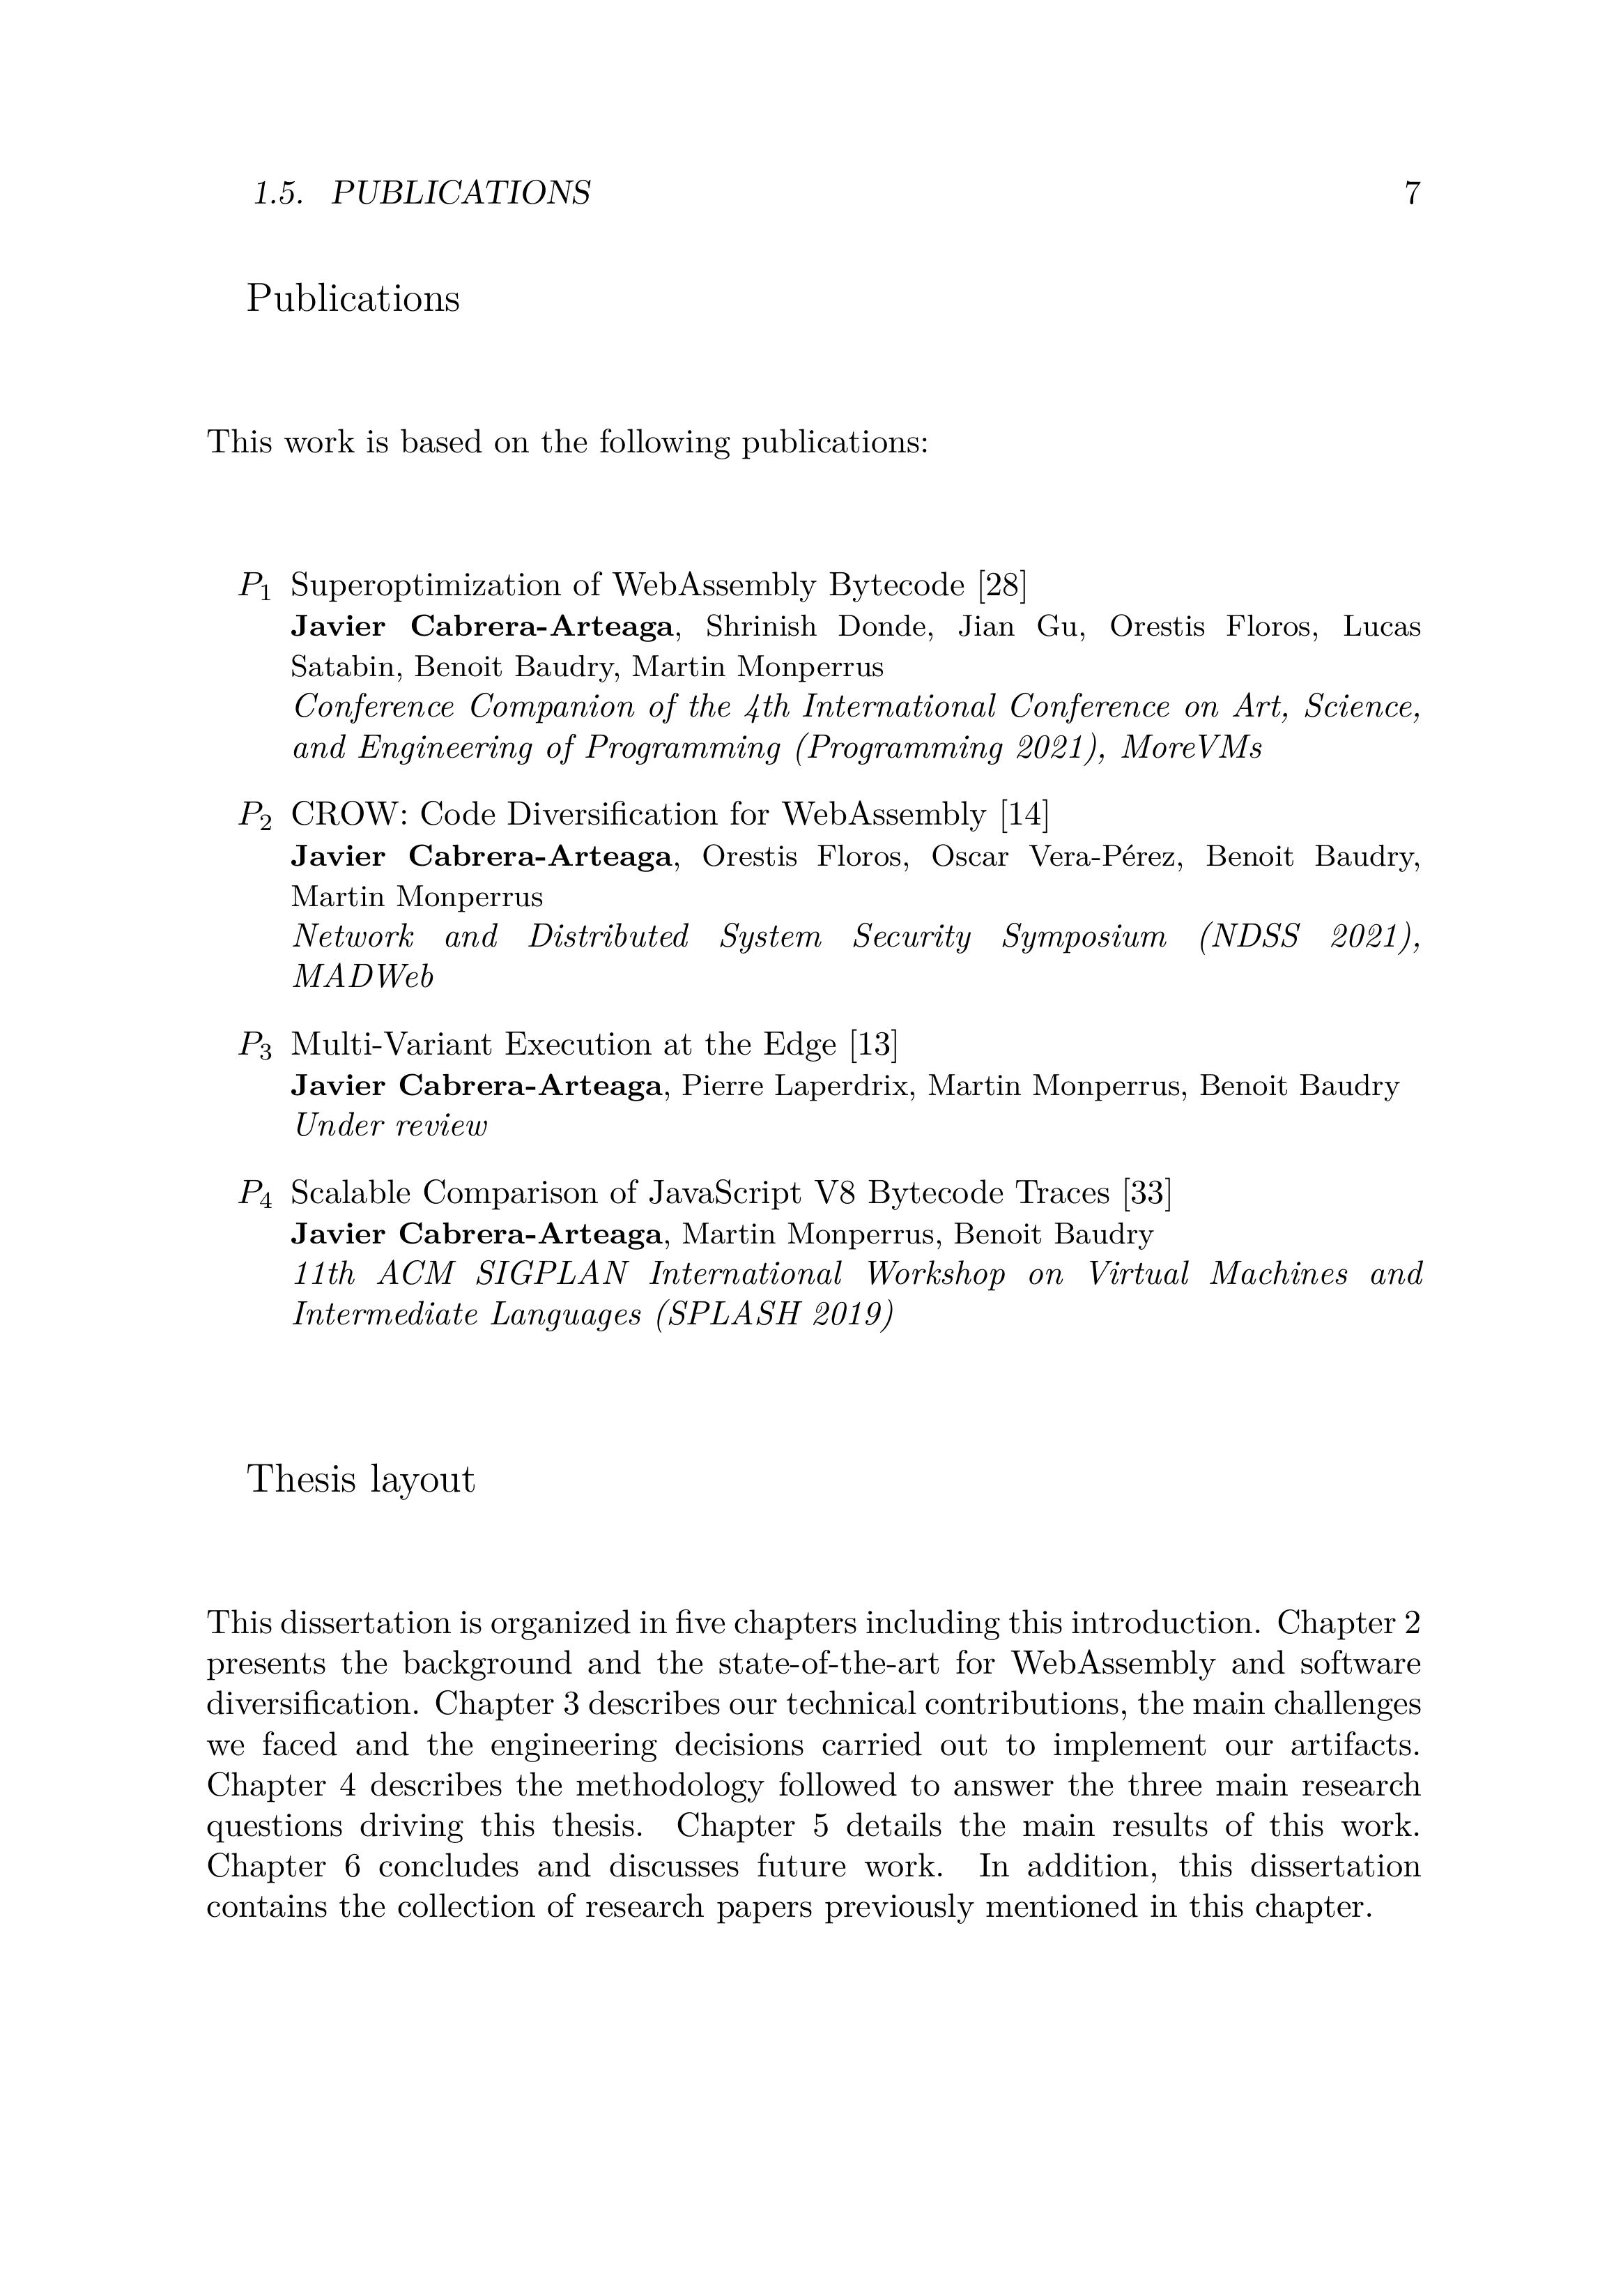 1.5. PUBLICATIONS 7
Publications
This work is based on the following publications:
P1 Superoptimization of WebAssembly Bytecode [28]
Javier Cabrera-Arteaga, Shrinish Donde, Jian Gu, Orestis Floros, Lucas
Satabin, Benoit Baudry, Martin Monperrus
Conference Companion of the 4th International Conference on Art, Science,
and Engineering of Programming (Programming 2021), MoreVMs
P2 CROW: Code Diversification for WebAssembly [14]
Javier Cabrera-Arteaga, Orestis Floros, Oscar Vera-Pérez, Benoit Baudry,
Martin Monperrus
Network and Distributed System Security Symposium (NDSS 2021),
MADWeb
P3 Multi-Variant Execution at the Edge [13]
Javier Cabrera-Arteaga, Pierre Laperdrix, Martin Monperrus, Benoit Baudry
Under review
P4 Scalable Comparison of JavaScript V8 Bytecode Traces [33]
Javier Cabrera-Arteaga, Martin Monperrus, Benoit Baudry
11th ACM SIGPLAN International Workshop on Virtual Machines and
Intermediate Languages (SPLASH 2019)
Thesis layout
This dissertation is organized in five chapters including this introduction. Chapter 2
presents the background and the state-of-the-art for WebAssembly and software
diversification. Chapter 3 describes our technical contributions, the main challenges
we faced and the engineering decisions carried out to implement our artifacts.
Chapter 4 describes the methodology followed to answer the three main research
questions driving this thesis. Chapter 5 details the main results of this work.
Chapter 6 concludes and discusses future work. In addition, this dissertation
contains the collection of research papers previously mentioned in this chapter.